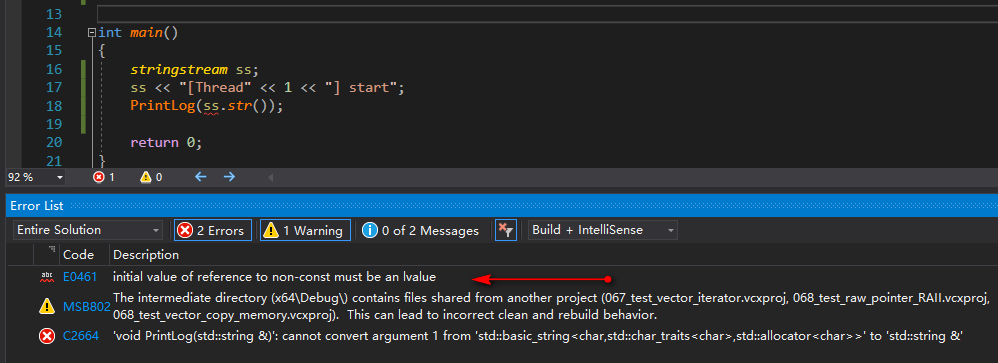 13
14 int main()
15 {
16 stringstream ss;
17 ss << "[Thread" << 1 << "] start";
18 PrintLog(ss.str());
19
20 return 0;
21 }
92 % 1 0
Error List
Entire Solution 2 Errors 1 Warning 0 of 2 Messages Build + IntelliSense
Code Description
abc E0461 initial value of reference to non-const must be an lvalue
MSB802 The intermediate directory (x64\Debug\) contains files shared from another project (067_test_vector_iterator.vcxproj, 068_test_raw_pointer_RAII.vcxproj,
068_test_vector_copy_memory.vcxproj). This can lead to incorrect clean and rebuild behavior.
C2664 'void PrintLog(std::string &)': cannot convert argument 1 from 'std::basic_string<char,std::char_traits<char>,std::allocator<char>>' to 'std::string &'